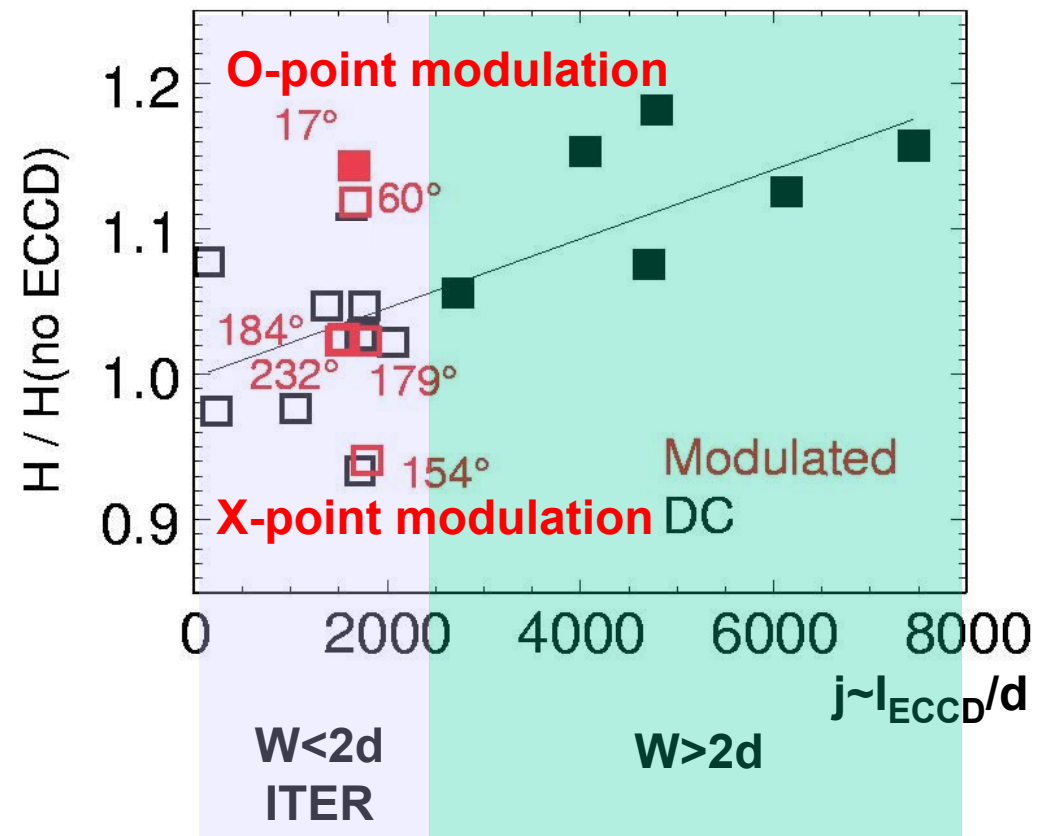 O-point modulation
1.2
17°
60°
1.1
184°
1.0
232° 179°
154°
Modulated
X-point modulation DC
0.9
H / H(no ECCD)
0 2000 4000 6000 8000
j~I_ECCD/d
W<2d
ITER
W>2d